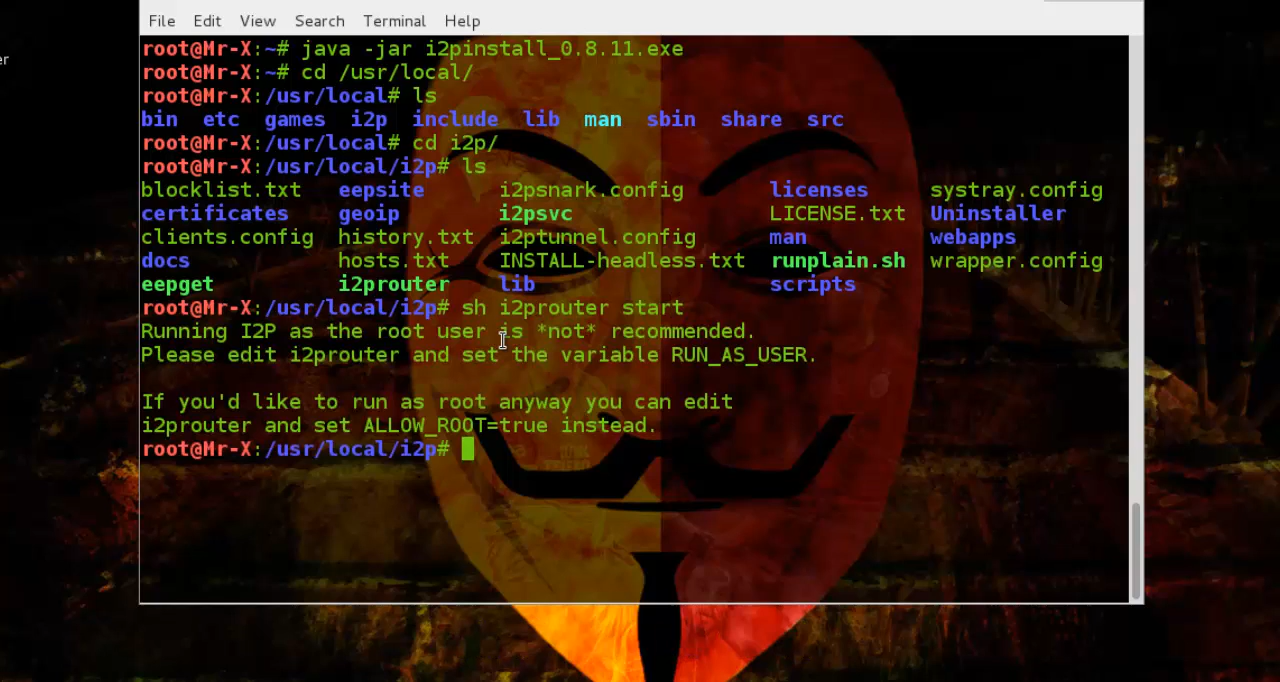 File Edit View Search Terminal Help
er
root@Mr-X:~# java -jar i2pinstall_0.8.11.exe
root@Mr-X:~# cd /usr/local/
root@Mr-X:/usr/local# ls
bin etc games i2p include lib man sbin share src
root@Mr-X:/usr/local# cd i2p/
root@Mr-X:/usr/local/i2p# ls
blocklist.txt eepsite i2psnark.config licenses systray.config
certificates geoip i2psvc LICENSE.txt Uninstaller
clients.config history.txt i2ptunnel.config man webapps
docs hosts.txt INSTALL-headless.txt runplain.sh wrapper.config
eepget i2prouter lib scripts
root@Mr-X:/usr/local/i2p# sh i2prouter start
Running I2P as the root user is *not* recommended.
Please edit i2prouter and set the variable RUN_AS_USER.
If you'd like to run as root anyway you can edit
i2prouter and set ALLOW_ROOT=true instead.
root@Mr-X:/usr/local/i2p#